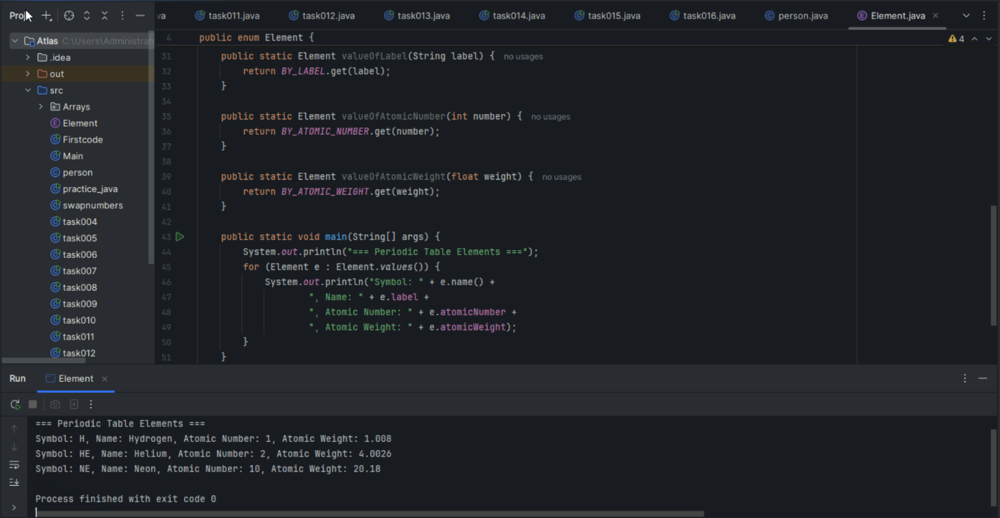 Proj
va task011.java task012.java task013.java task014.java task015.java task016.java person.java Element.java
Atlas C:\Users\Administrat
.idea
out
src
Arrays
Element
Firstcode
Main
person
practice_java
swapnumbers
task004
task005
task006
task007
task008
task009
task010
task011
task012
4 public enum Element { 4
31 public static Element valueOfLabel(String label) { no usages
32 return BY_LABEL.get(label);
33 }
34
35 public static Element valueOfAtomicNumber(int number) { no usages
36 return BY_ATOMIC_NUMBER.get(number);
37 }
38
39 public static Element valueOfAtomicWeight(float weight) { no usages
40 return BY_ATOMIC_WEIGHT.get(weight);
41 }
42
43 public static void main(String[] args) {
44 System.out.println("=== Periodic Table Elements ===");
45 for (Element e : Element.values()) {
46 System.out.println("Symbol: " + e.name() +
47 ", Name: " + e.label +
48 ", Atomic Number: " + e.atomicNumber +
49 ", Atomic Weight: " + e.atomicWeight);
50 }
51 }
Run Element
=== Periodic Table Elements ===
Symbol: H, Name: Hydrogen, Atomic Number: 1, Atomic Weight: 1.008
Symbol: HE, Name: Helium, Atomic Number: 2, Atomic Weight: 4.0026
Symbol: NE, Name: Neon, Atomic Number: 10, Atomic Weight: 20.18
Process finished with exit code 0